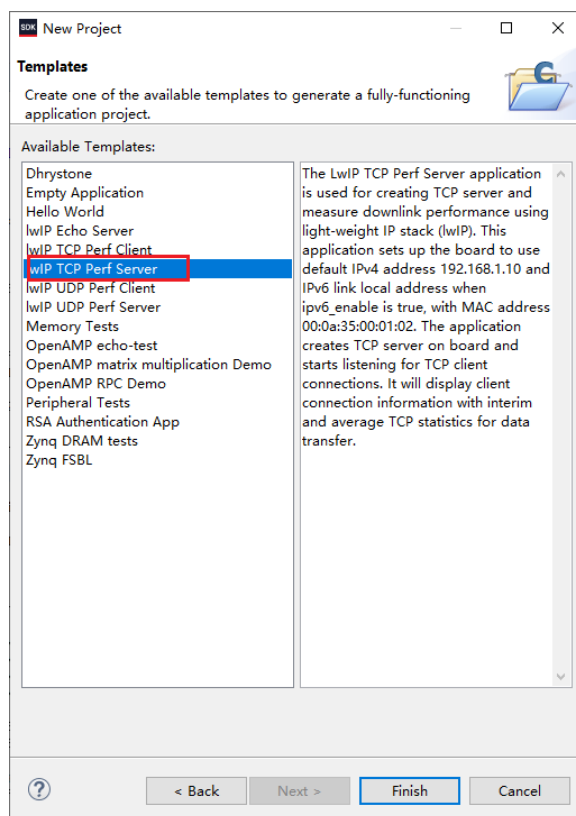 SDK New Project
Templates
Create one of the available templates to generate a fully-functioning
application project.
Available Templates:
Dhrystone
Empty Application
Hello World
lwIP Echo Server
lwIP TCP Perf Client
lwIP TCP Perf Server
lwIP UDP Perf Client
lwIP UDP Perf Server
Memory Tests
OpenAMP echo-test
OpenAMP matrix multiplication Demo
OpenAMP RPC Demo
Peripheral Tests
RSA Authentication App
Zynq DRAM tests
Zynq FSBL
The LwIP TCP Perf Server application
is used for creating TCP server and
measure downlink performance using
light-weight IP stack (lwIP). This
application sets up the board to use
default IPv4 address 192.168.1.10 and
IPv6 link local address when
ipv6_enable is true, with MAC address
00:0a:35:00:01:02. The application
creates TCP server on board and
starts listening for TCP client
connections. It will display client
connection information with interim
and average TCP statistics for data
transfer.
? < Back Next > Finish Cancel